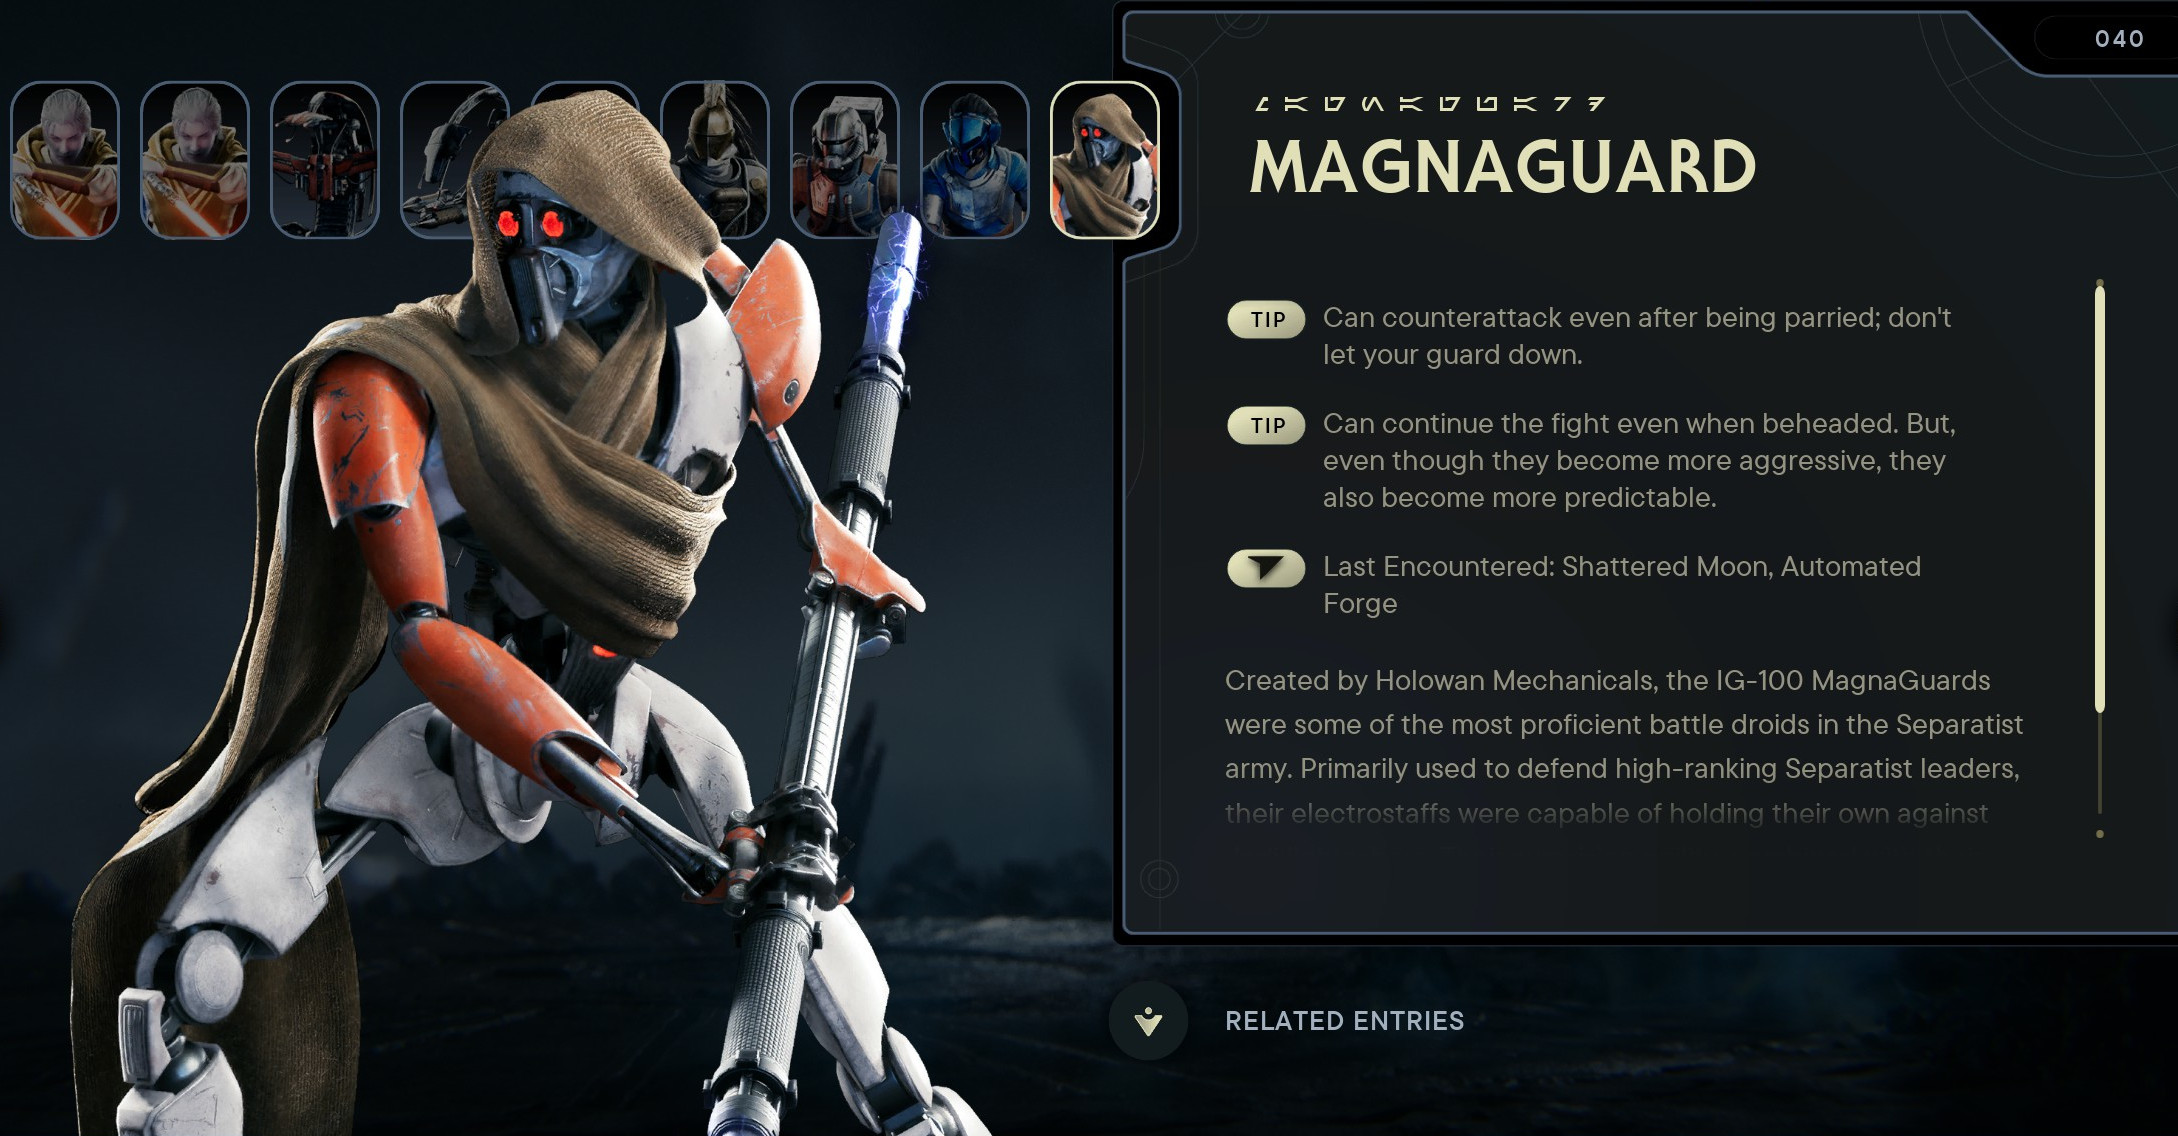 040
MAGNAGUARD
TIP Can counterattack even after being parried; don't
let your guard down.
TIP Can continue the fight even when beheaded. But,
even though they become more aggressive, they
also become more predictable.
Last Encountered: Shattered Moon, Automated
Forge
Created by Holowan Mechanicals, the IG-100 MagnaGuards
were some of the most proficient battle droids in the Separatist
army. Primarily used to defend high-ranking Separatist leaders,
their electrostaffs were capable of holding their own against
RELATED ENTRIES